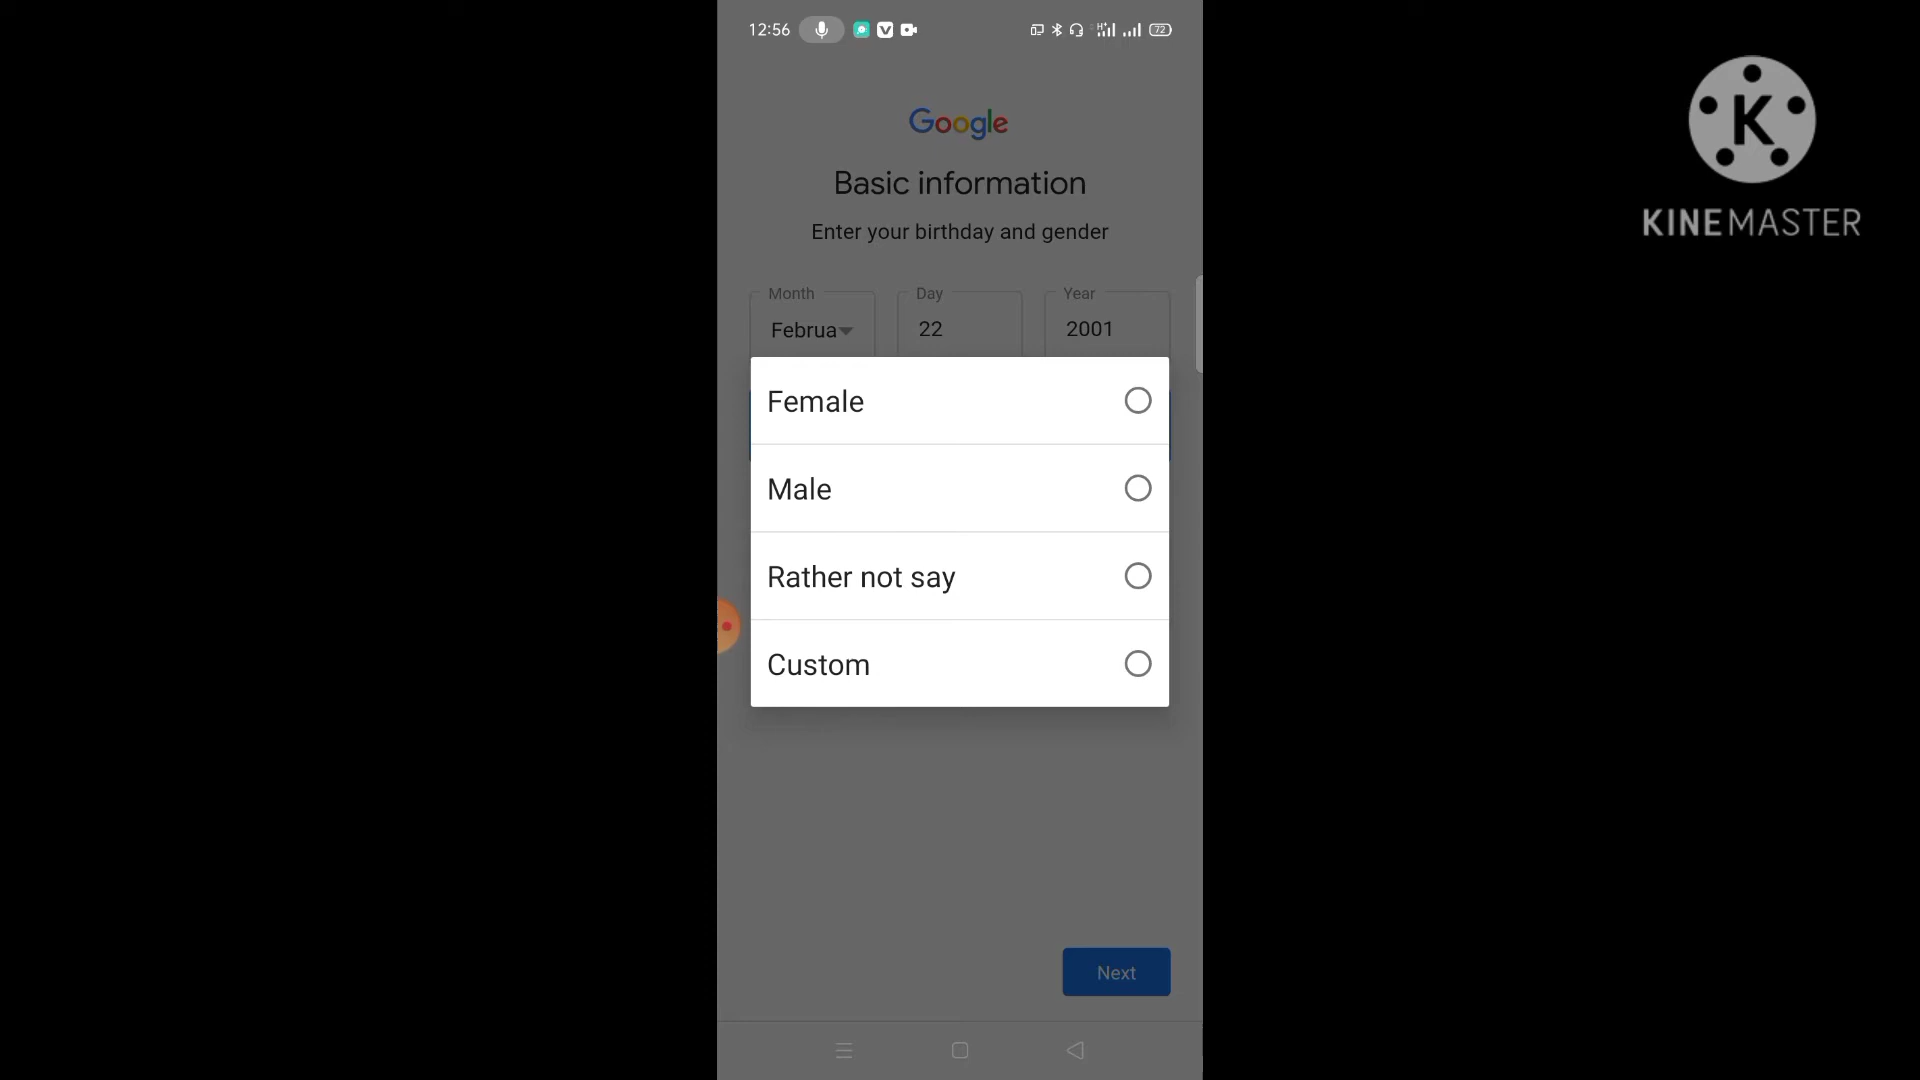 12:56
72
K
KINEMASTER
Google
Basic information
Enter your birthday and gender
Month Day Year
Februa 22 2001
Female
Male
Rather not say
Custom
Next